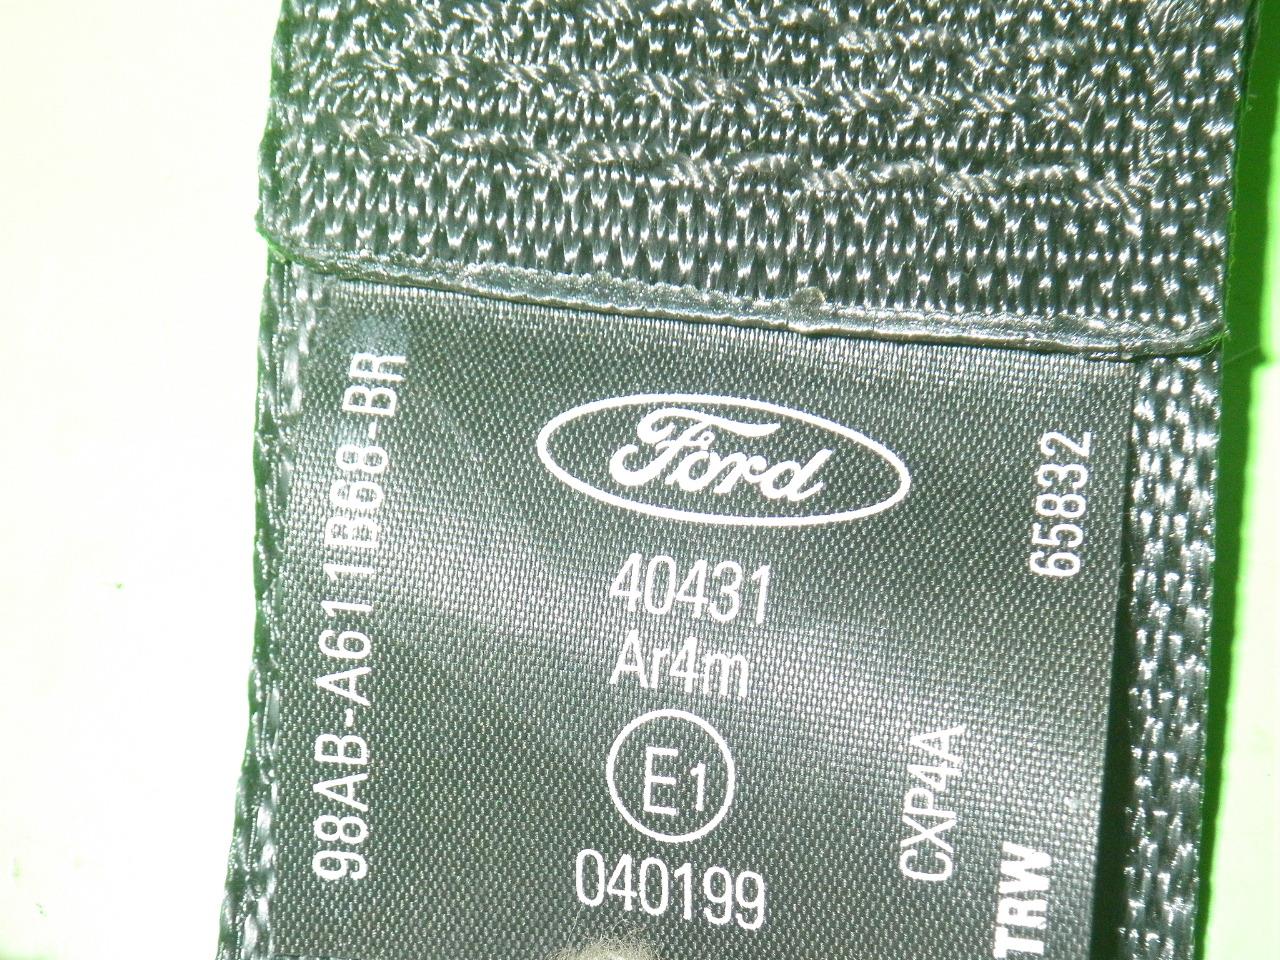 98AB-A611B68-BR
Ford
40431
Ar4m
E1
040199
65832
CXP4A
TRW